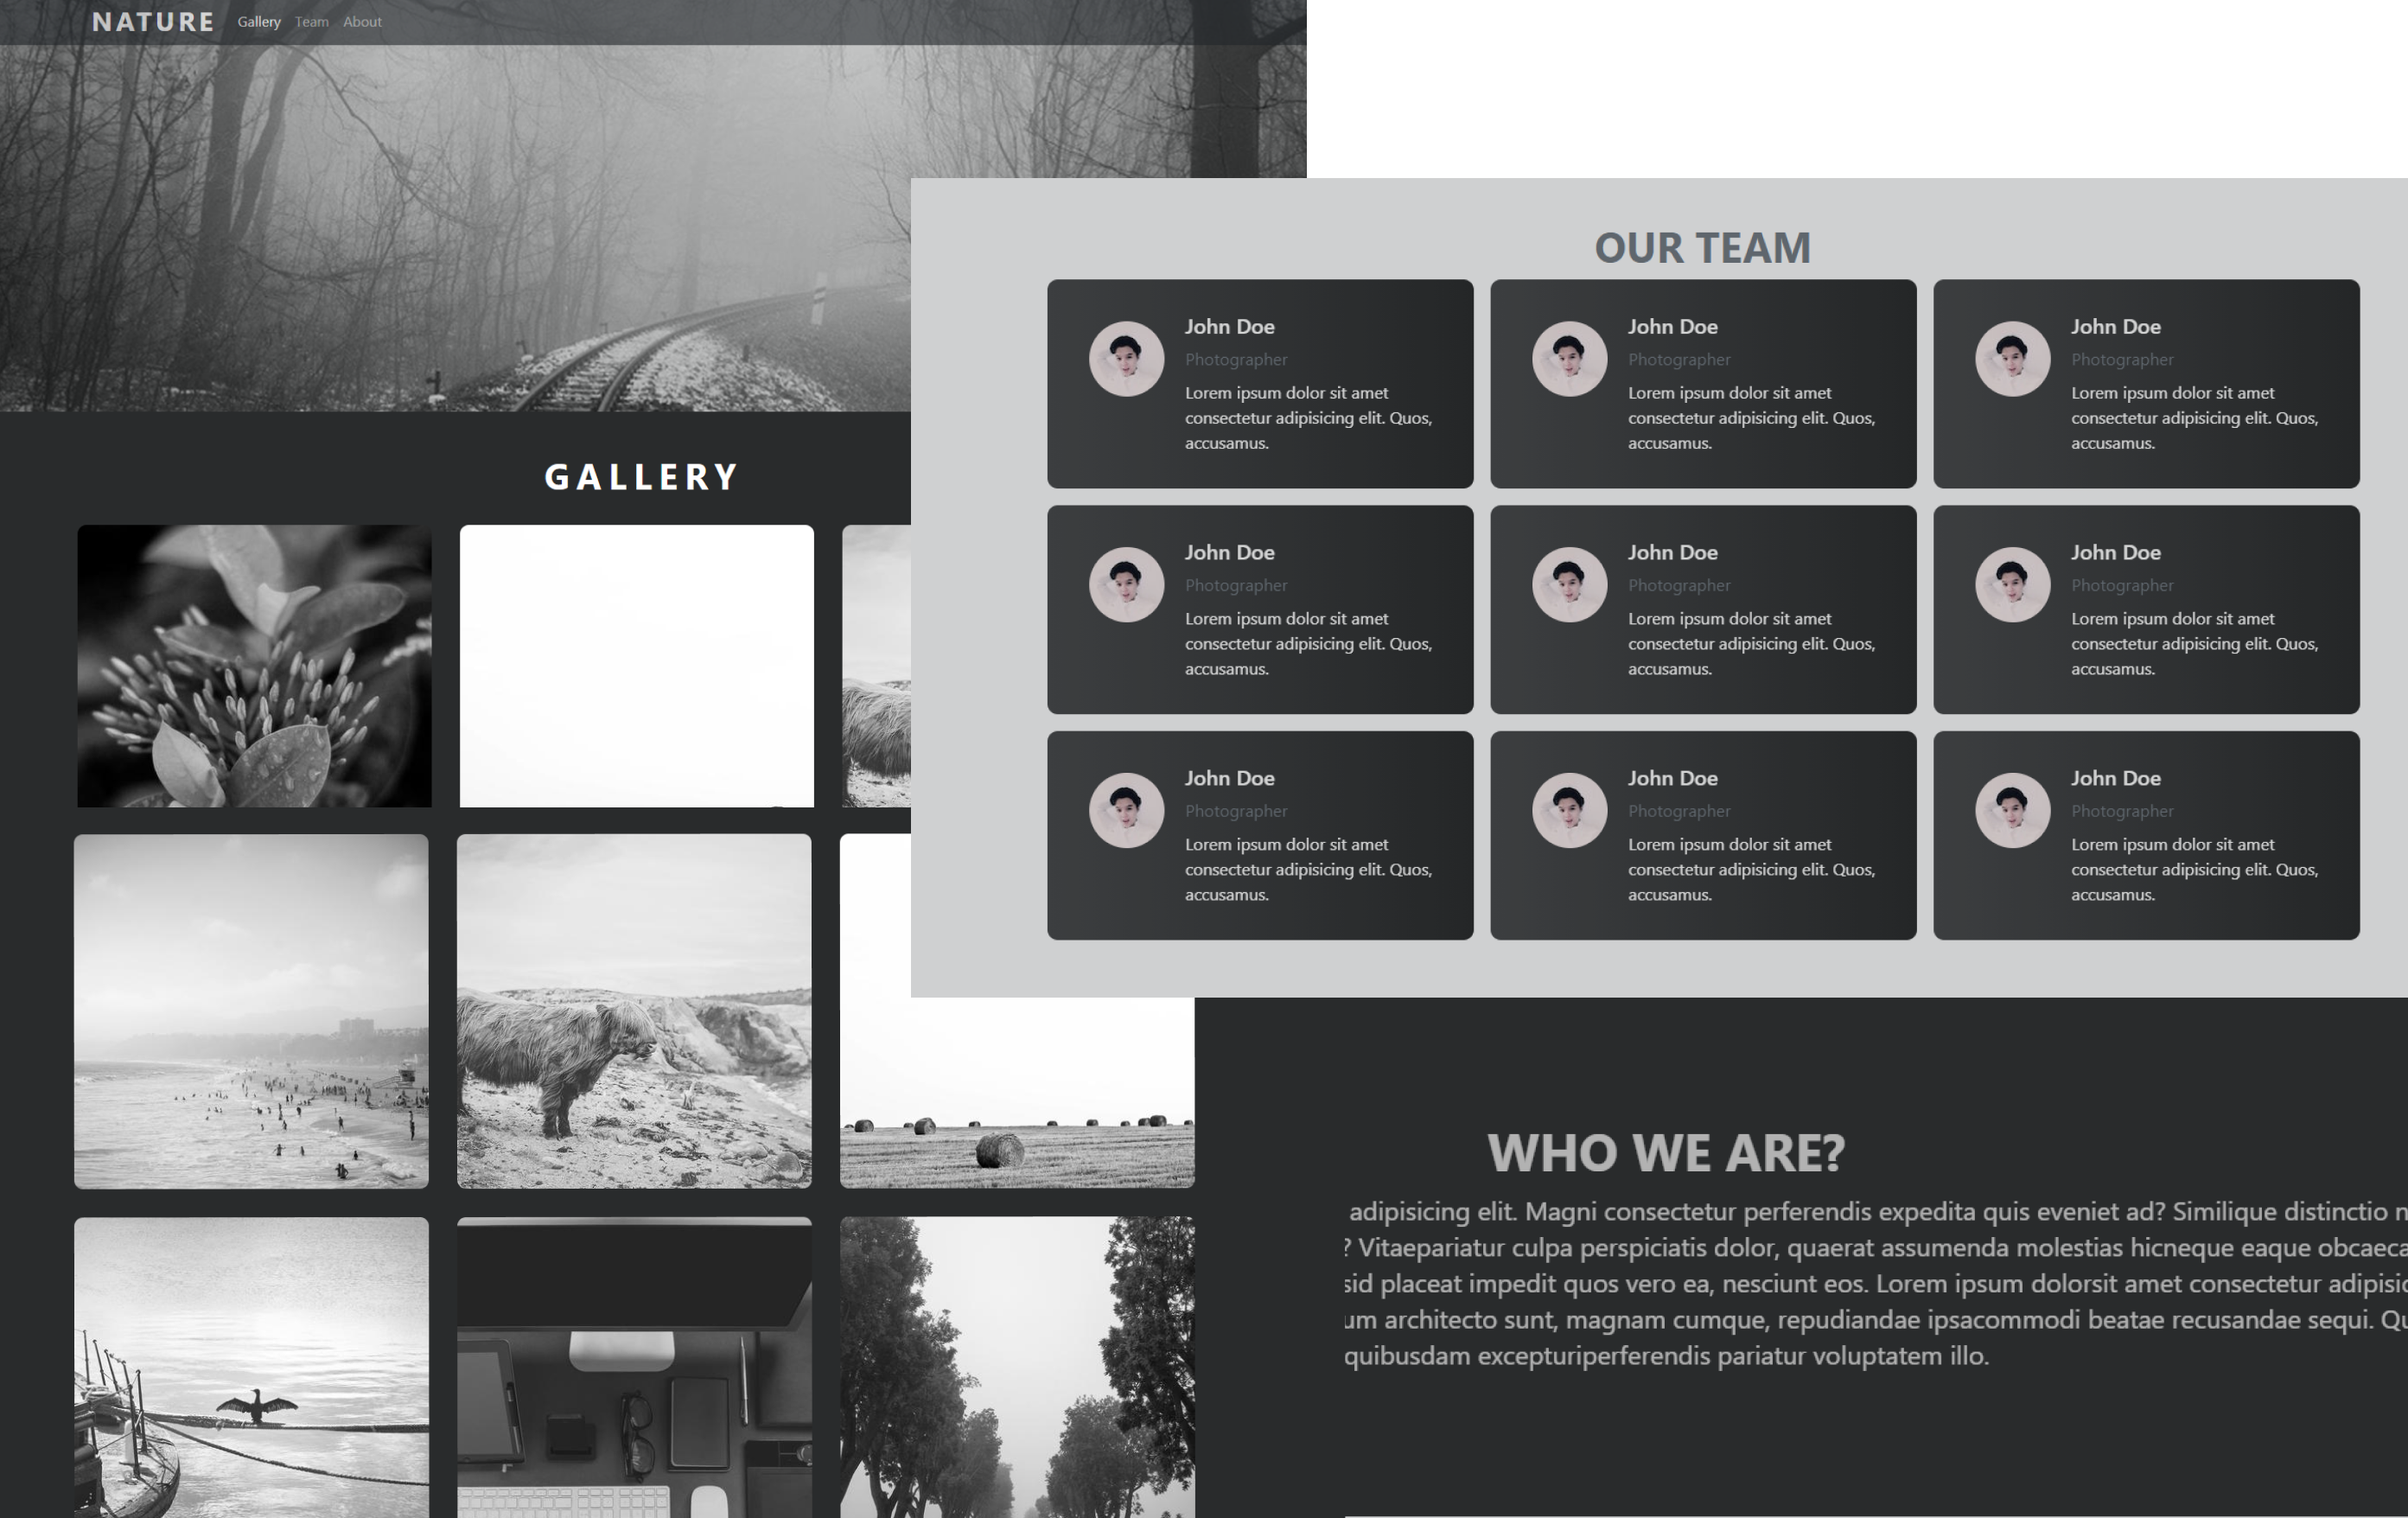 NATURE Gallery Team About
GALLERY
OUR TEAM
John Doe
Photographer
Lorem ipsum dolor sit amet
consectetur adipisicing elit. Quos,
accusamus.
John Doe
Photographer
Lorem ipsum dolor sit amet
consectetur adipisicing elit. Quos,
accusamus.
John Doe
Photographer
Lorem ipsum dolor sit amet
consectetur adipisicing elit. Quos,
accusamus.
John Doe
Photographer
Lorem ipsum dolor sit amet
consectetur adipisicing elit. Quos,
accusamus.
John Doe
Photographer
Lorem ipsum dolor sit amet
consectetur adipisicing elit. Quos,
accusamus.
John Doe
Photographer
Lorem ipsum dolor sit amet
consectetur adipisicing elit. Quos,
accusamus.
John Doe
Photographer
Lorem ipsum dolor sit amet
consectetur adipisicing elit. Quos,
accusamus.
John Doe
Photographer
Lorem ipsum dolor sit amet
consectetur adipisicing elit. Quos,
accusamus.
John Doe
Photographer
Lorem ipsum dolor sit amet
consectetur adipisicing elit. Quos,
accusamus.
WHO WE ARE?
adipisicing elit. Magni consectetur perferendis expedita quis eveniet ad? Similique distinctio
? Vitaepariatur culpa perspiciatis dolor, quaerat assumenda molestias hicneque eaque
sid placeat impedit quos vero ea, nesciunt eos. Lorem ipsum dolorsit amet consectetur
um architecto sunt, magnam cumque, repudiandae ipsacommodi beatae recusandae sequi.
quibusdam excepturiperferendis pariatur voluptatem illo.